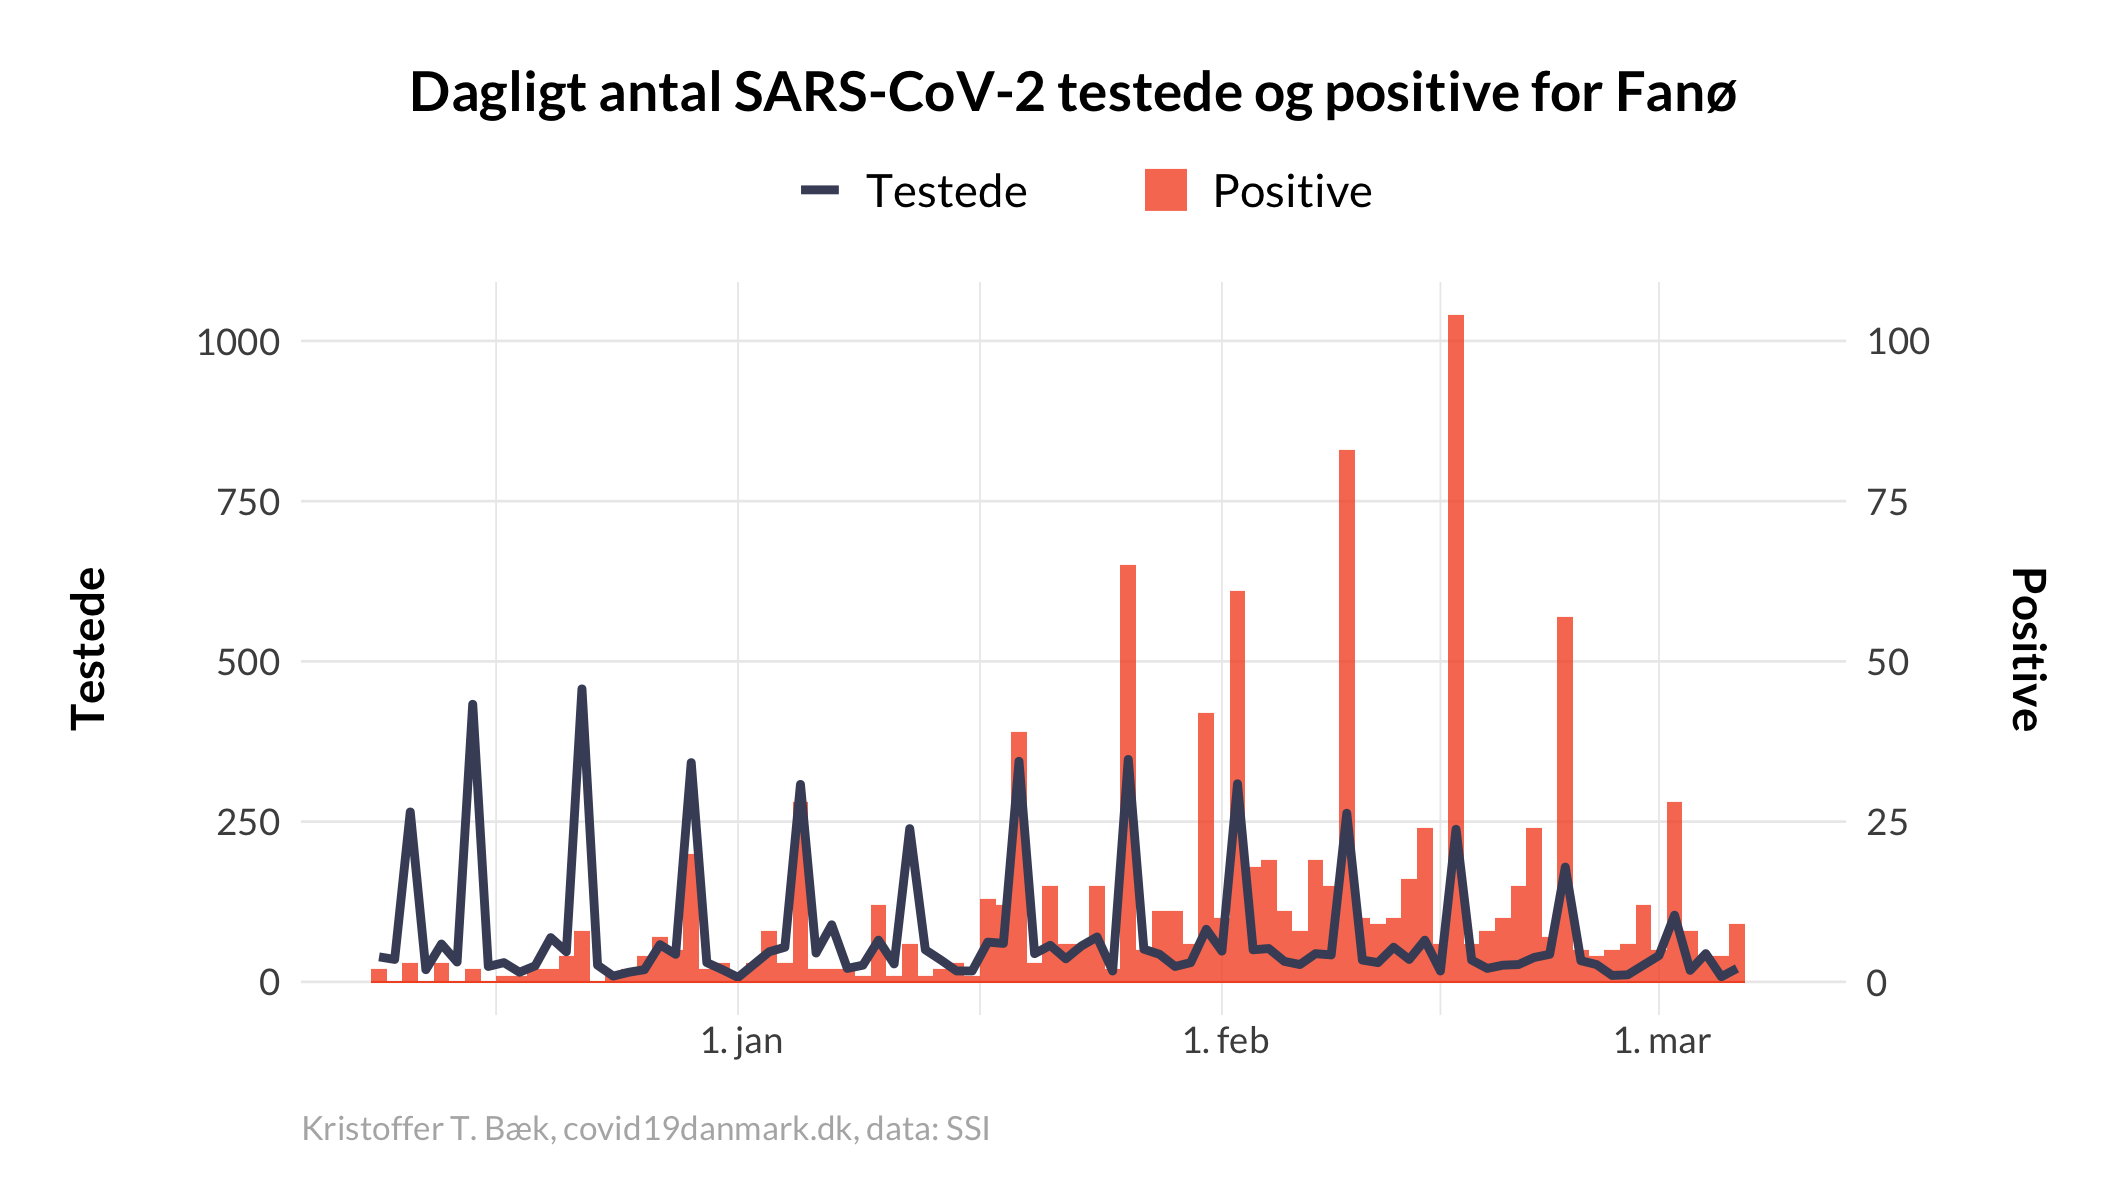 Dagligt antal SARS-CoV-2 testede og positive for Fanø
Testede
Positive
1000
750
500
250
0
100
75
50
25
0
Testede
Positive
1. jan
1. feb
1. mar
Kristoffer T. Bæk, covid19danmark.dk, data: SSI